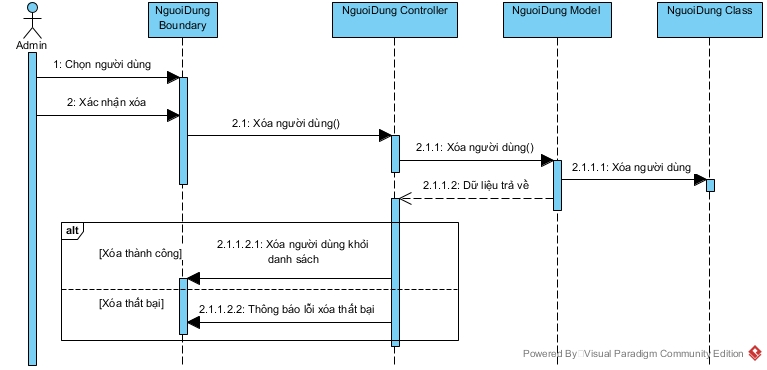 NguoiDung
Boundary
NguoiDung Controller
NguoiDung Model
NguoiDung Class
Admin
1: Chọn người dùng
2: Xác nhận xóa
2.1: Xóa người dùng()
2.1.1: Xóa người dùng()
2.1.1.1: Xóa người dùng
2.1.1.2: Dữ liệu trả về
alt
[Xóa thành công]
2.1.1.2.1: Xóa người dùng khỏi
danh sách
[Xóa thất bại]
2.1.1.2.2: Thông báo lỗi xóa thất bại
Powered By Visual Paradigm Community Edition